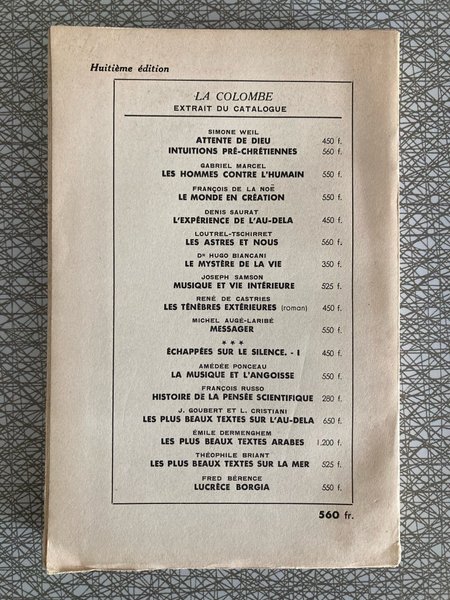 Huitième édition
LA COLOMBE
EXTRAIT DU CATALOGUE
SIMONE WEIL
ATTENTE DE DIEU 450 f.
INTUITIONS PRÉ-CHRÉTIENNES 560 f.
GABRIEL MARCEL
LES HOMMES CONTRE L'HUMAIN 550 f.
FRANÇOIS DE LA NOË
LE MONDE EN CRÉATION 550 f.
DENIS SAURAT
L'EXPÉRIENCE DE L'AU-DELA 450 f.
LOUTREL-TSCHIRRET
LES ASTRES ET NOUS 560 f.
Dr HUGO BIANCANI
LE MYSTÈRE DE LA VIE 350 f.
JOSEPH SAMSON
MUSIQUE ET VIE INTÉRIEURE 525 f.
RENÉ DE CASTRIES
LES TÉNÈBRES EXTÉRIEURES (roman) 450 f.
MICHEL AUGÉ-LARIBÉ
MESSAGER 550 f.
* * *
ÉCHAPPÉES SUR LE SILENCE. - I 450 f.
AMÉDÉE PONCEAU
LA MUSIQUE ET L'ANGOISSE 550 f.
FRANÇOIS RUSSO
HISTOIRE DE LA PENSÉE SCIENTIFIQUE 280 f.
J. GOUBERT ET L. CRISTIANI
LES PLUS BEAUX TEXTES SUR L'AU-DELA 650 f.
ÉMILE DERMENGHEM
LES PLUS BEAUX TEXTES ARABES 1.200 f.
THÉOPHILE BRIANT
LES PLUS BEAUX TEXTES SUR LA MER 525 f.
FRED BÉRENCE
LUCRÈCE BORGIA 550 f.
560 fr.